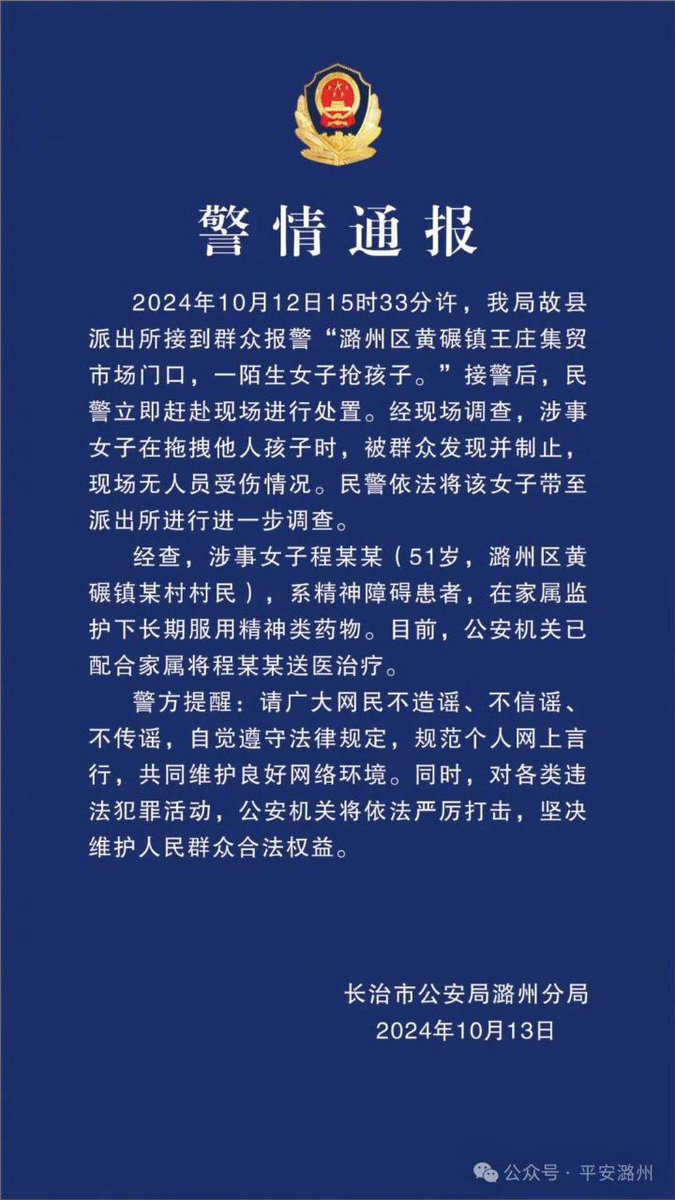 警情通报
2024年10月12日15时33分许，我局故县
派出所接到群众报警“潞州区黄碾镇王庄集贸
市场门口，一陌生女子抢孩子。”接警后，民
警立即赶赴现场进行处置。经现场调查，涉事
女子在拖拽他人孩子时，被群众发现并制止，
现场无人员受伤情况。民警依法将该女子带至
派出所进行进一步调查。
经查，涉事女子程某某（51岁，潞州区黄
碾镇某村村民），系精神障碍患者，在家属监
护下长期服用精神类药物。目前，公安机关已
配合家属将程某某送医治疗。
警方提醒：请广大网民不造谣、不信谣、
不传谣，自觉遵守法律规定，规范个人网上言
行，共同维护良好网络环境。同时，对各类违
法犯罪活动，公安机关将依法严厉打击，坚决
维护人民群众合法权益。
长治市公安局潞州分局
2024年10月13日
公众号·平安潞州